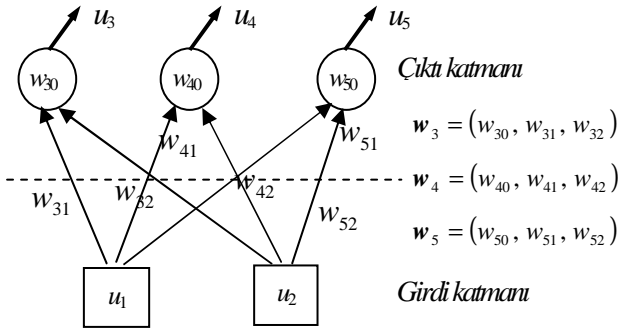 u₃ u₄ u₅
w₃₀ w₄₀ w₅₀
Çıktı katmanı
w₃ = (w₃₀, w₃₁, w₃₂)
w₄₁ w₅₁
w₃₁ w₃₂ w₄₂ w₅₂
w₄ = (w₄₀, w₄₁, w₄₂)
w₅ = (w₅₀, w₅₁, w₅₂)
u₁ u₂
Girdi katmanı